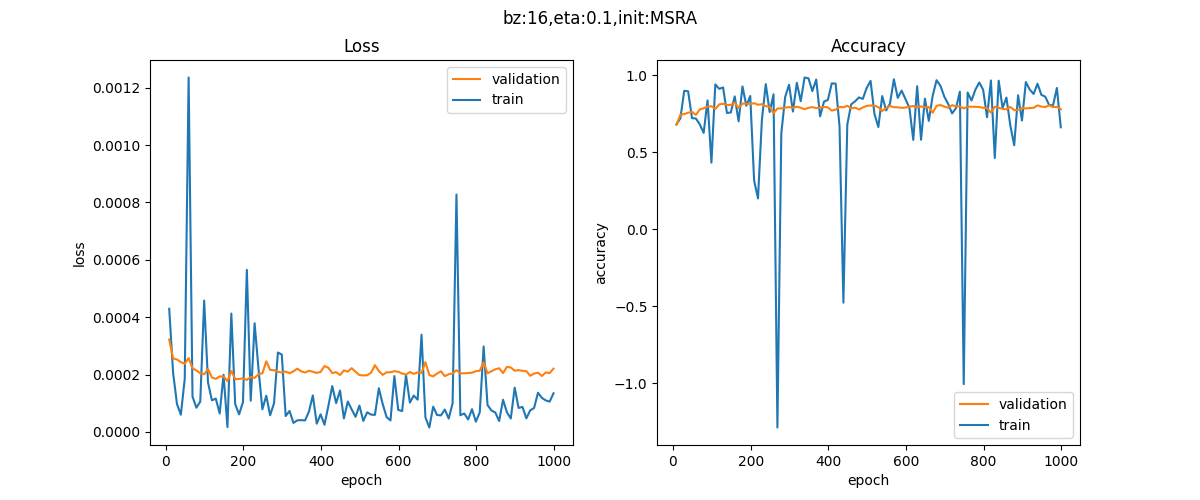 bz:16,eta:0.1,init:MSRA
Loss
validation
train
0.0012
0.0010
0.0008
0.0006
0.0004
0.0002
0.0000
loss
0
200
400
600
800
1000
epoch
Accuracy
1.0
0.5
0.0
−0.5
−1.0
accuracy
validation
train
0
200
400
600
800
1000
epoch